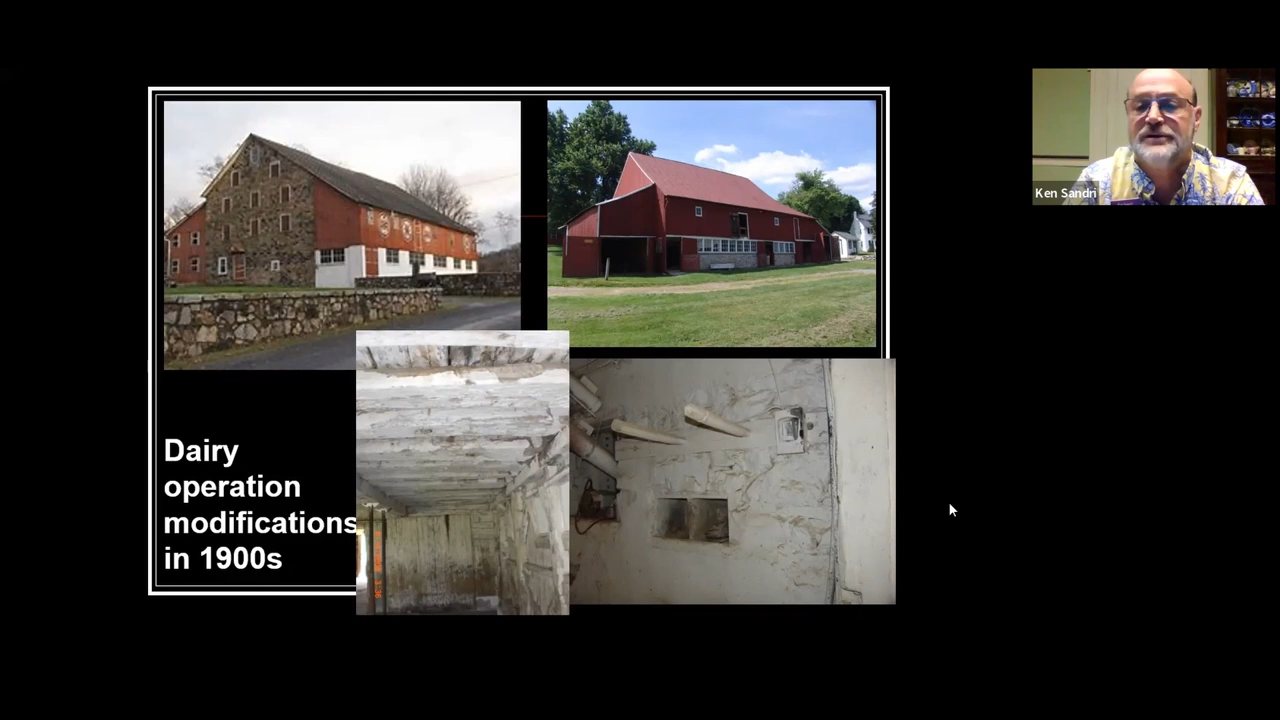 Ken Sandri
Dairy
operation
modifications
in 1900s